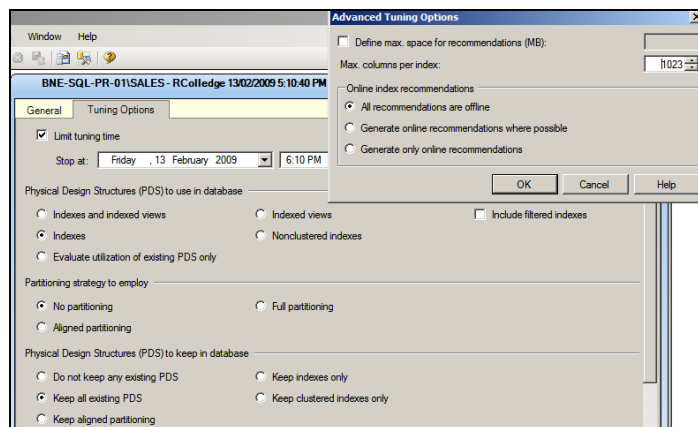 Advanced Tuning Options
Window Help
Define max. space for recommendations (MB):
Max. columns per index: 1023
Online index recommendations
All recommendations are offline
Generate online recommendations where possible
Generate only online recommendations
OK Cancel Help
BNE-SQL-PR-01\SALES - RColledge 13/02/2009 5:10:40 PM
General Tuning Options
Limit tuning time
Stop at: Friday , 13 February 2009 6:10 PM
Physical Design Structures (PDS) to use in database
Indexes and indexed views Indexed views Include filtered indexes
Indexes Nonclustered indexes
Evaluate utilization of existing PDS only
Partitioning strategy to employ
No partitioning Full partitioning
Aligned partitioning
Physical Design Structures (PDS) to keep in database
Do not keep any existing PDS Keep indexes only
Keep all existing PDS Keep clustered indexes only
Keep aligned partitioning